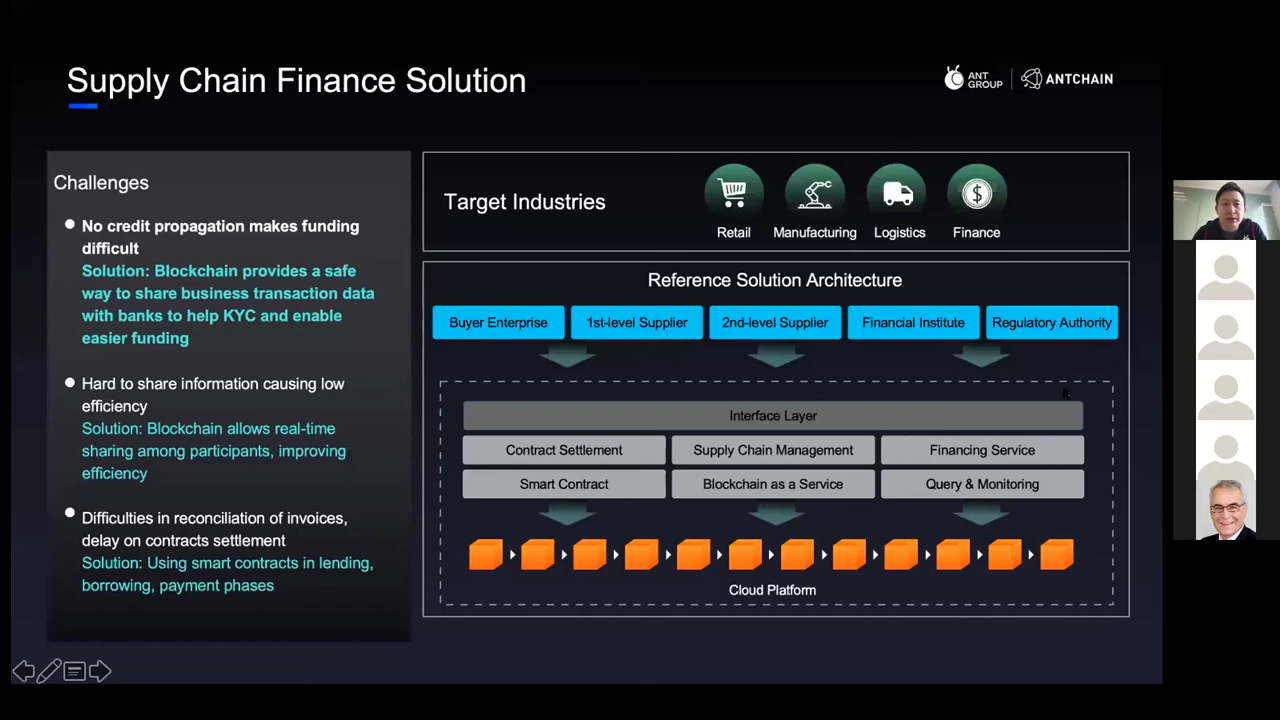 Supply Chain Finance Solution
ANT
GROUP
ANTCHAIN
Challenges
No credit propagation makes funding
difficult
Solution: Blockchain provides a safe
way to share business transaction data
with banks to help KYC and enable
easier funding
Hard to share information causing low
efficiency
Solution: Blockchain allows real-time
sharing among participants, improving
efficiency
Difficulties in reconciliation of invoices,
delay on contracts settlement
Solution: Using smart contracts in lending,
borrowing, payment phases
Target Industries
Retail
Manufacturing
Logistics
Finance
Reference Solution Architecture
Buyer Enterprise
1st-level Supplier
2nd-level Supplier
Financial Institute
Regulatory Authority
Interface Layer
Contract Settlement
Supply Chain Management
Financing Service
Smart Contract
Blockchain as a Service
Query & Monitoring
Cloud Platform